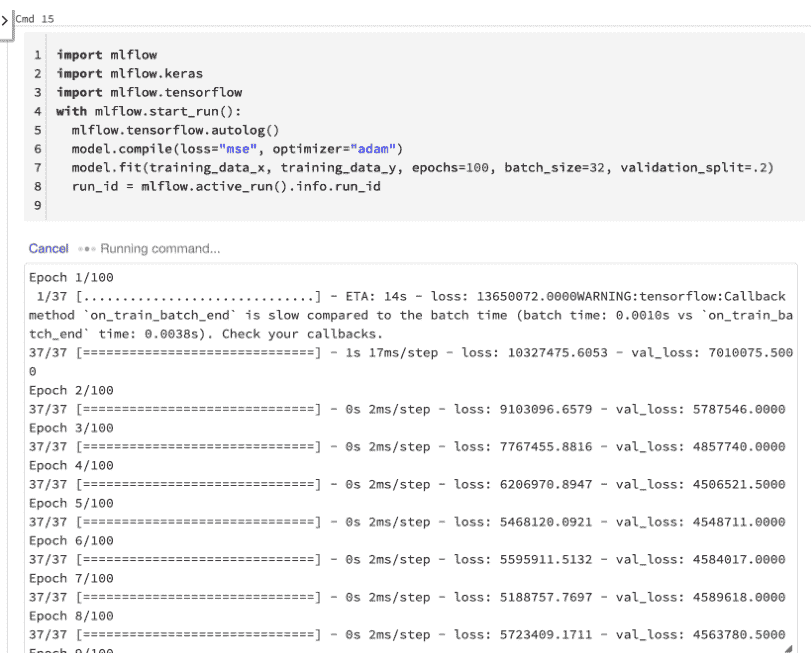 Cmd 15
1 import mlflow
2 import mlflow.keras
3 import mlflow.tensorflow
4 with mlflow.start_run():
5   mlflow.tensorflow.autolog()
6   model.compile(loss="mse", optimizer="adam")
7   model.fit(training_data_x, training_data_y, epochs=100, batch_size=32, validation_split=.2)
8   run_id = mlflow.active_run().info.run_id
9
Cancel Running command...
Epoch 1/100
 1/37 [..............................] - ETA: 14s - loss: 13650072.0000WARNING:tensorflow:Callback
method `on_train_batch_end` is slow compared to the batch time (batch time: 0.0010s vs `on_train_ba
tch_end` time: 0.0038s). Check your callbacks.
37/37 [==============================] - 1s 17ms/step - loss: 10327475.6053 - val_loss: 7010075.500
0
Epoch 2/100
37/37 [==============================] - 0s 2ms/step - loss: 9103096.6579 - val_loss: 5787546.0000
Epoch 3/100
37/37 [==============================] - 0s 2ms/step - loss: 7767455.8816 - val_loss: 4857740.0000
Epoch 4/100
37/37 [==============================] - 0s 2ms/step - loss: 6206970.8947 - val_loss: 4506521.5000
Epoch 5/100
37/37 [==============================] - 0s 2ms/step - loss: 5468120.0921 - val_loss: 4548711.0000
Epoch 6/100
37/37 [==============================] - 0s 2ms/step - loss: 5595911.5132 - val_loss: 4584017.0000
Epoch 7/100
37/37 [==============================] - 0s 2ms/step - loss: 5188757.7697 - val_loss: 4589618.0000
Epoch 8/100
37/37 [==============================] - 0s 2ms/step - loss: 5723409.1711 - val_loss: 4563780.5000
Epoch 9/100